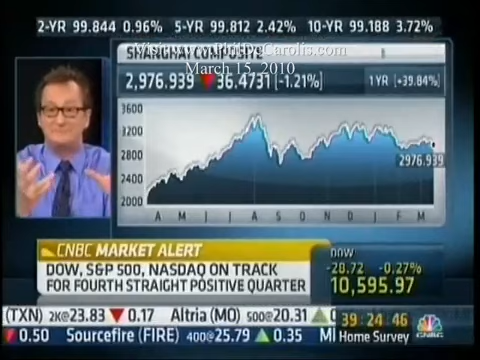 2-YR 99.844 0.96% 5-YR 99.812 2.42% 10-YR 99.188 3.72%
SHANGHAI COMPOSITE
March 15, 2010
2,976.939 36.4731 [-1.21%] 1 YR [+39.84%]
3600
3200
2800
2400
2000
2976.939
A M J J A S O N D J F M
CNBC MARKET ALERT
DOW, S&P 500, NASDAQ ON TRACK
FOR FOURTH STRAIGHT POSITIVE QUARTER
DOW
-28.72 -0.27%
10,595.97
(TXN) 2K@23.83 0.17 Altria (MO) 500@20.31
39:24:46
0.50 Sourcefire (FIRE) 400@25.79 0.35 Mi
Home Survey
CNBC